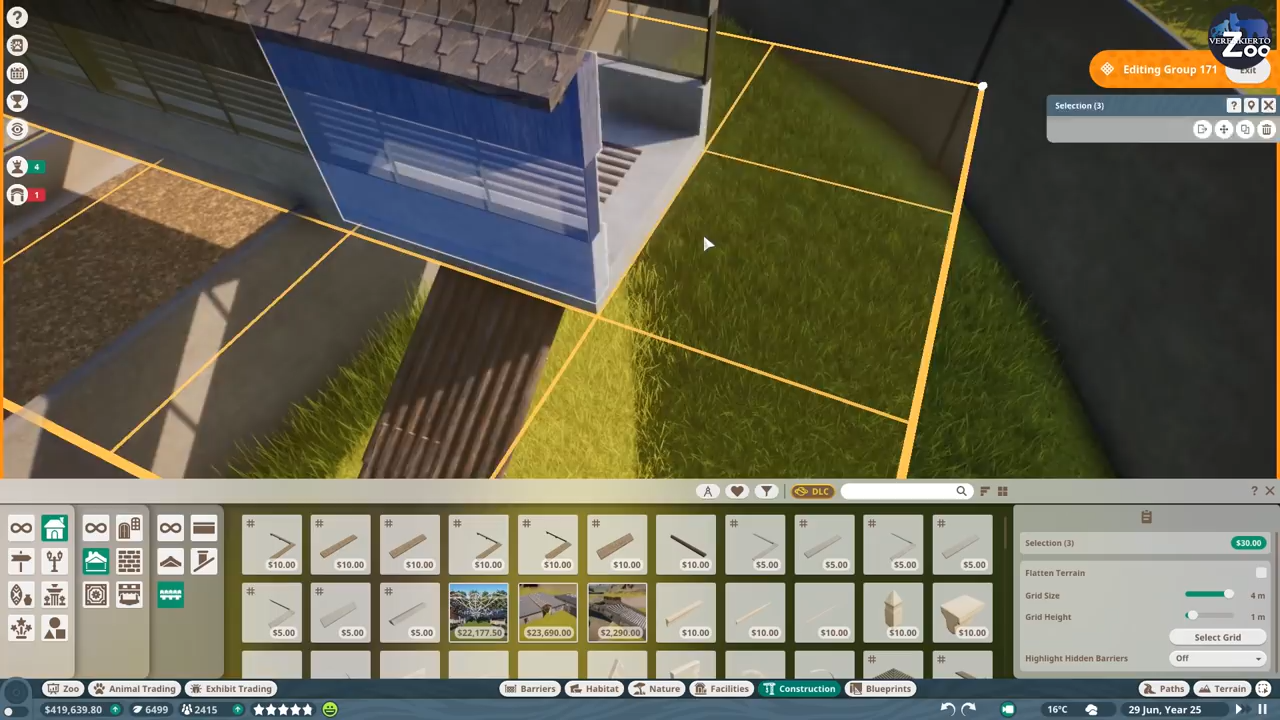 VEREWKIERTO
Zoo
Editing Group 171
Exit
Selection (3)
?
?
4
1
DLC
?
$10.00 $10.00 $10.00 $10.00 $10.00 $10.00 $10.00 $5.00 $5.00 $5.00 $5.00
$5.00 $5.00 $5.00 $22,177.50 $23,690.00 $2,290.00 $10.00 $10.00 $10.00 $10.00 $10.00
Selection (3) $30.00
Flatten Terrain
Grid Size 4 m
Grid Height 1 m
Select Grid
Highlight Hidden Barriers Off
Zoo Animal Trading Exhibit Trading Barriers Habitat Nature Facilities Construction Blueprints Paths Terrain
$419,639.80 6499 2415 16°C 29 Jun, Year 25